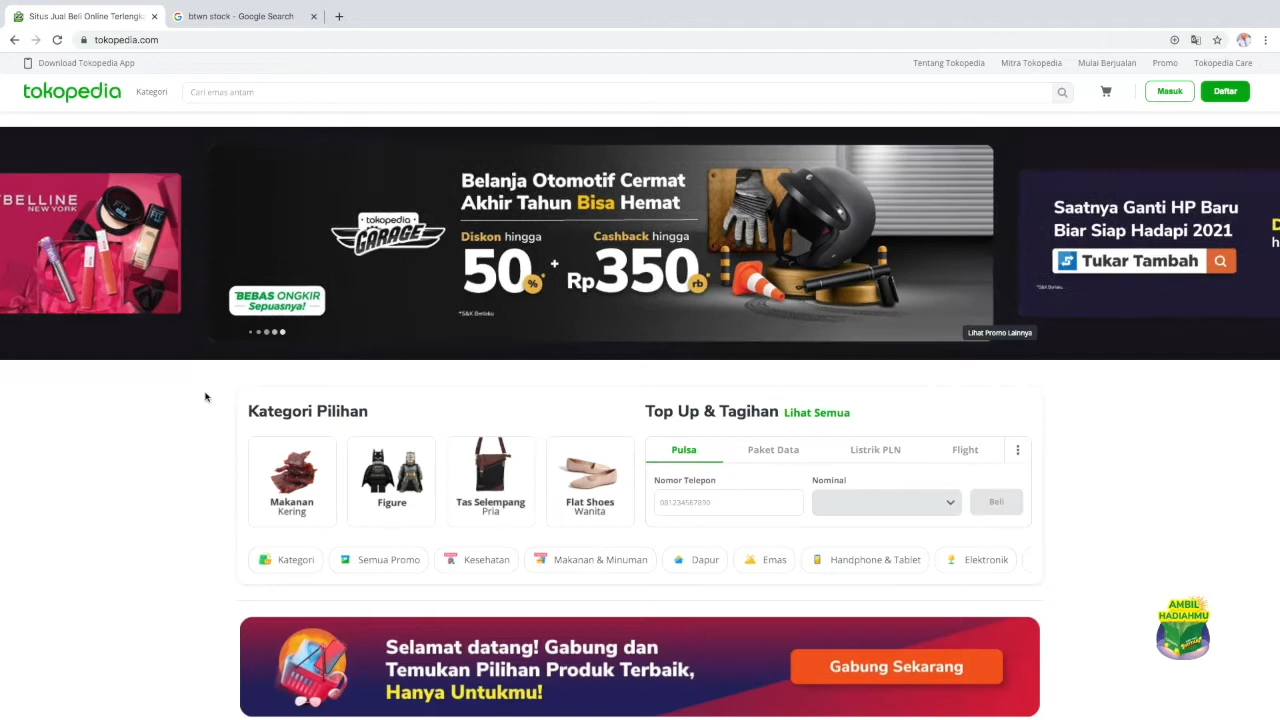 Situs Jual Beli Online Terlengka
btwn stock - Google Search
tokopedia.com
Download Tokopedia App
Tentang Tokopedia
Mitra Tokopedia
Mulai Berjualan
Promo
Tokopedia Care
tokopedia
Kategori
Cari emas antam
Masuk
Daftar
YBELLINE
NEW YORK
FIT
tokopedia
GARAGE
BEBAS ONGKIR
Sepuasnya!
Belanja Otomotif Cermat
Akhir Tahun Bisa Hemat
Diskon hingga
50%*
+
Cashback hingga
Rp350rb*
*S&K Berlaku
Lihat Promo Lainnya
Saatnya Ganti HP Baru
Biar Siap Hadapi 2021
Tukar Tambah
*S&K Berlaku
Kategori Pilihan
Makanan
Kering
Figure
Tas Selempang
Pria
Flat Shoes
Wanita
Top Up & Tagihan Lihat Semua
Pulsa
Paket Data
Listrik PLN
Flight
Nomor Telepon
081234567890
Nominal
Beli
Kategori
Semua Promo
Kesehatan
Makanan & Minuman
Dapur
Emas
Handphone & Tablet
Elektronik
AMBIL
HADIAHMU
Selamat datang! Gabung dan
Temukan Pilihan Produk Terbaik,
Hanya Untukmu!
Gabung Sekarang